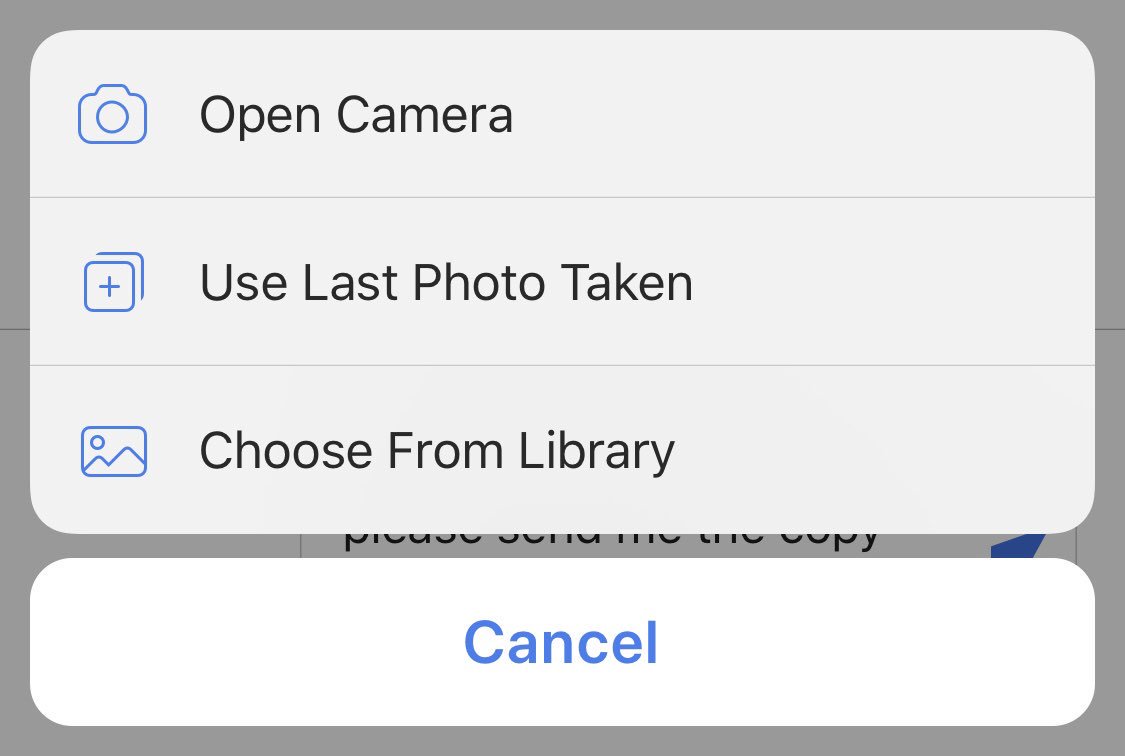 Open Camera
Use Last Photo Taken
Choose From Library
please send me the copy
Cancel